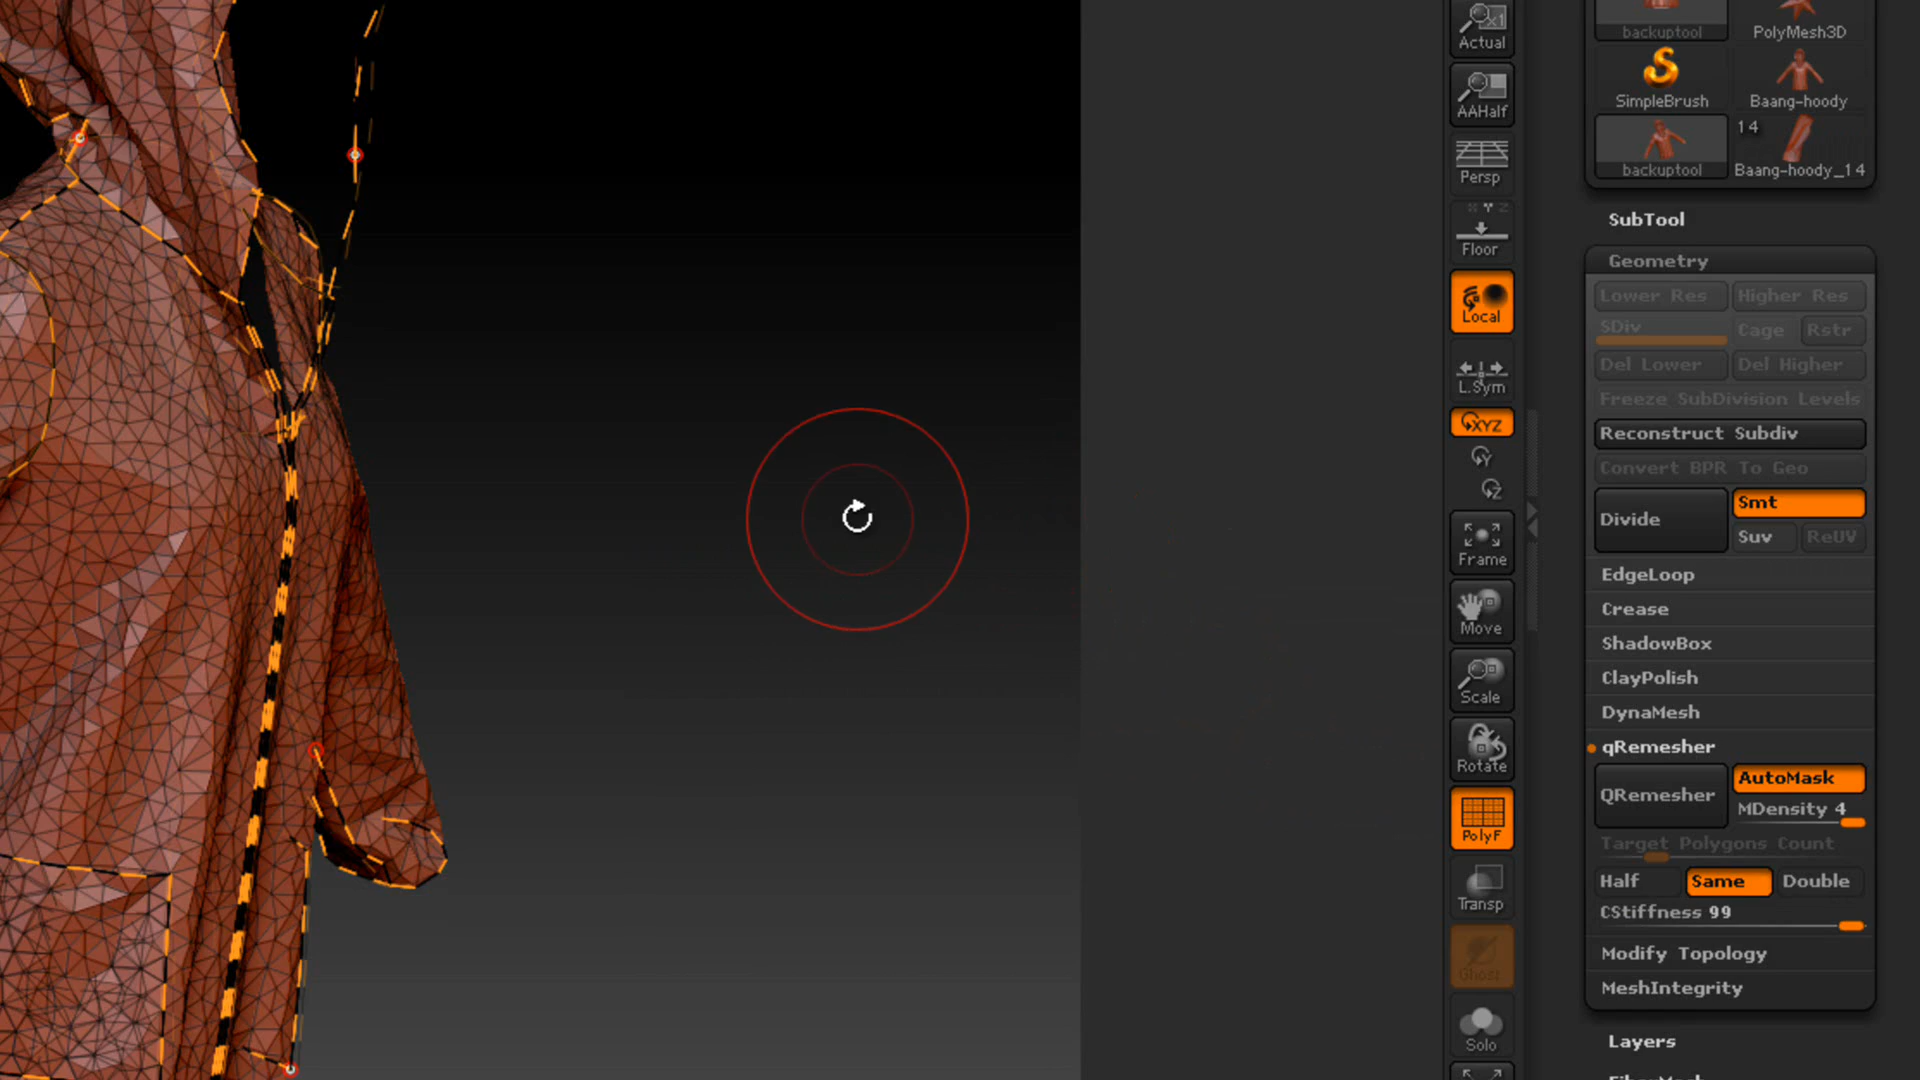 Actual
AAHalf
Persp
Floor
Local
L.Sym
XYZ
Y
Z
Frame
Move
Scale
Rotate
PolyF
Transp
Ghost
Solo
backuptool PolyMesh3D
SimpleBrush Baang-hoody
14
backuptool Baang-hoody_14
SubTool
Geometry
Lower Res Higher Res
SDiv Cage Rstr
Del Lower Del Higher
Freeze SubDivision Levels
Reconstruct Subdiv
Convert BPR To Geo
Divide Smt
Suv ReUV
EdgeLoop
Crease
ShadowBox
ClayPolish
DynaMesh
qRemesher
QRemesher AutoMask
MDensity 4
Target Polygons Count
Half Same Double
CStiffness 99
Modify Topology
MeshIntegrity
Layers